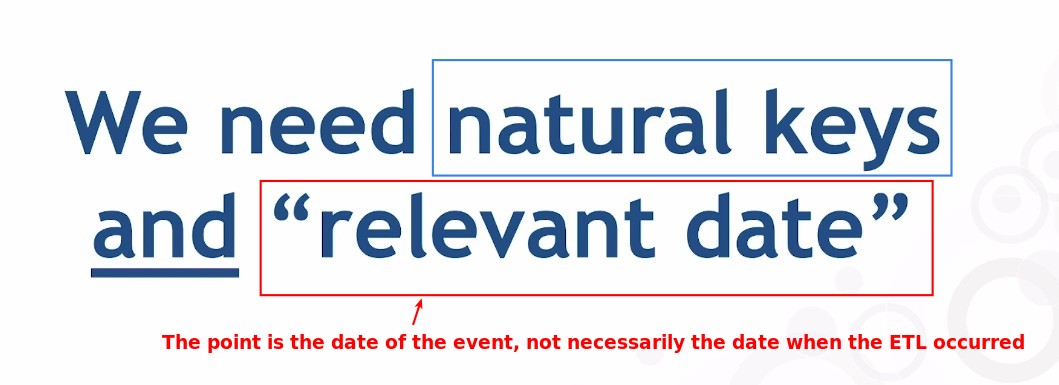 We need natural keys
and “relevant date”
The point is the date of the event, not necessarily the date when the ETL occurred